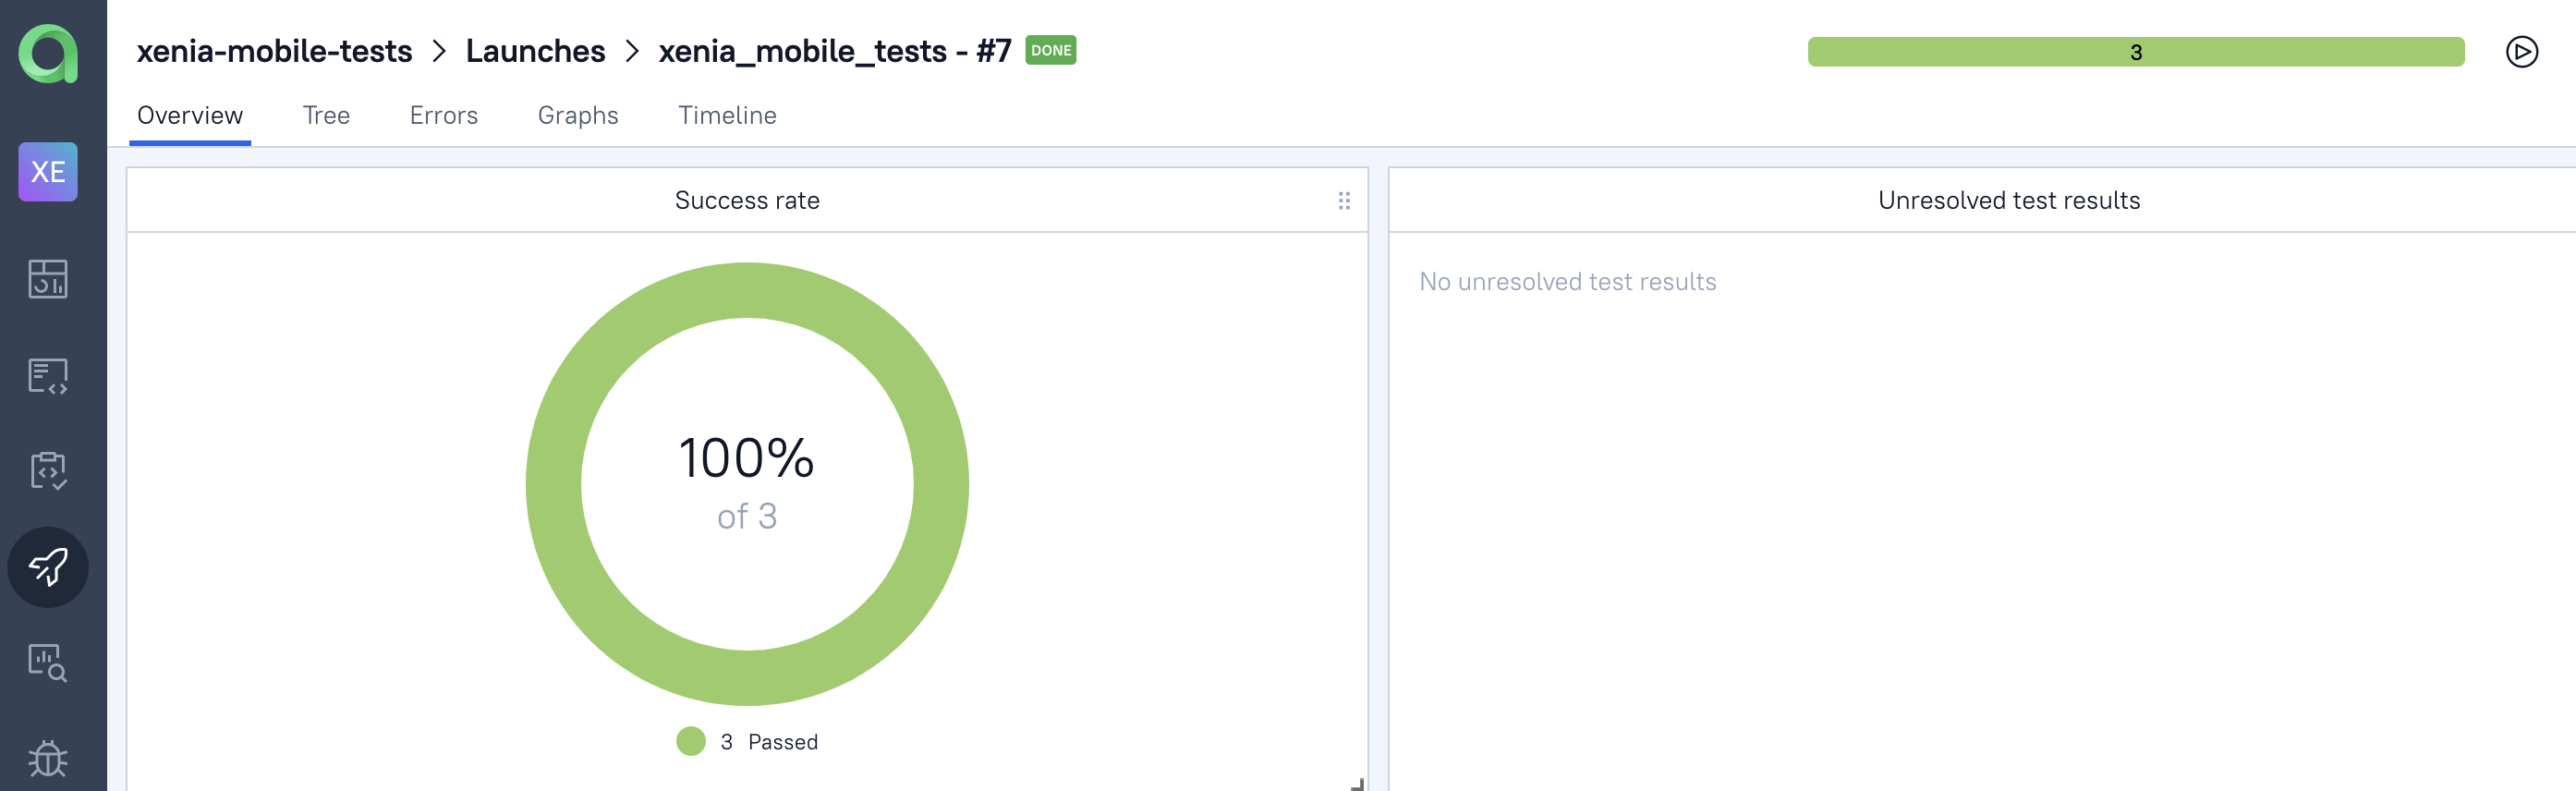 xenia-mobile-tests > Launches > xenia_mobile_tests - #7 DONE
3
Overview Tree Errors Graphs Timeline
XE
Success rate
Unresolved test results
No unresolved test results
100%
of 3
3 Passed